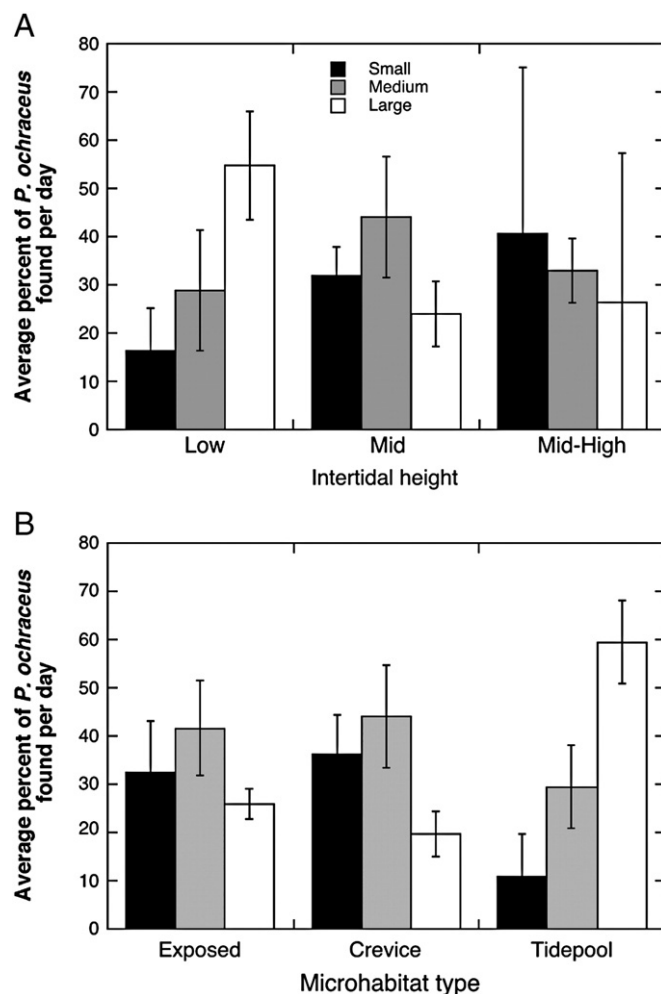 A
Average percent of P. ochraceus
found per day
80
70
60
50
40
30
20
10
0
Small
Medium
Large
Low Mid Mid-High
Intertidal height
B
Average percent of P. ochraceus
found per day
80
70
60
50
40
30
20
10
0
Exposed Crevice Tidepool
Microhabitat type